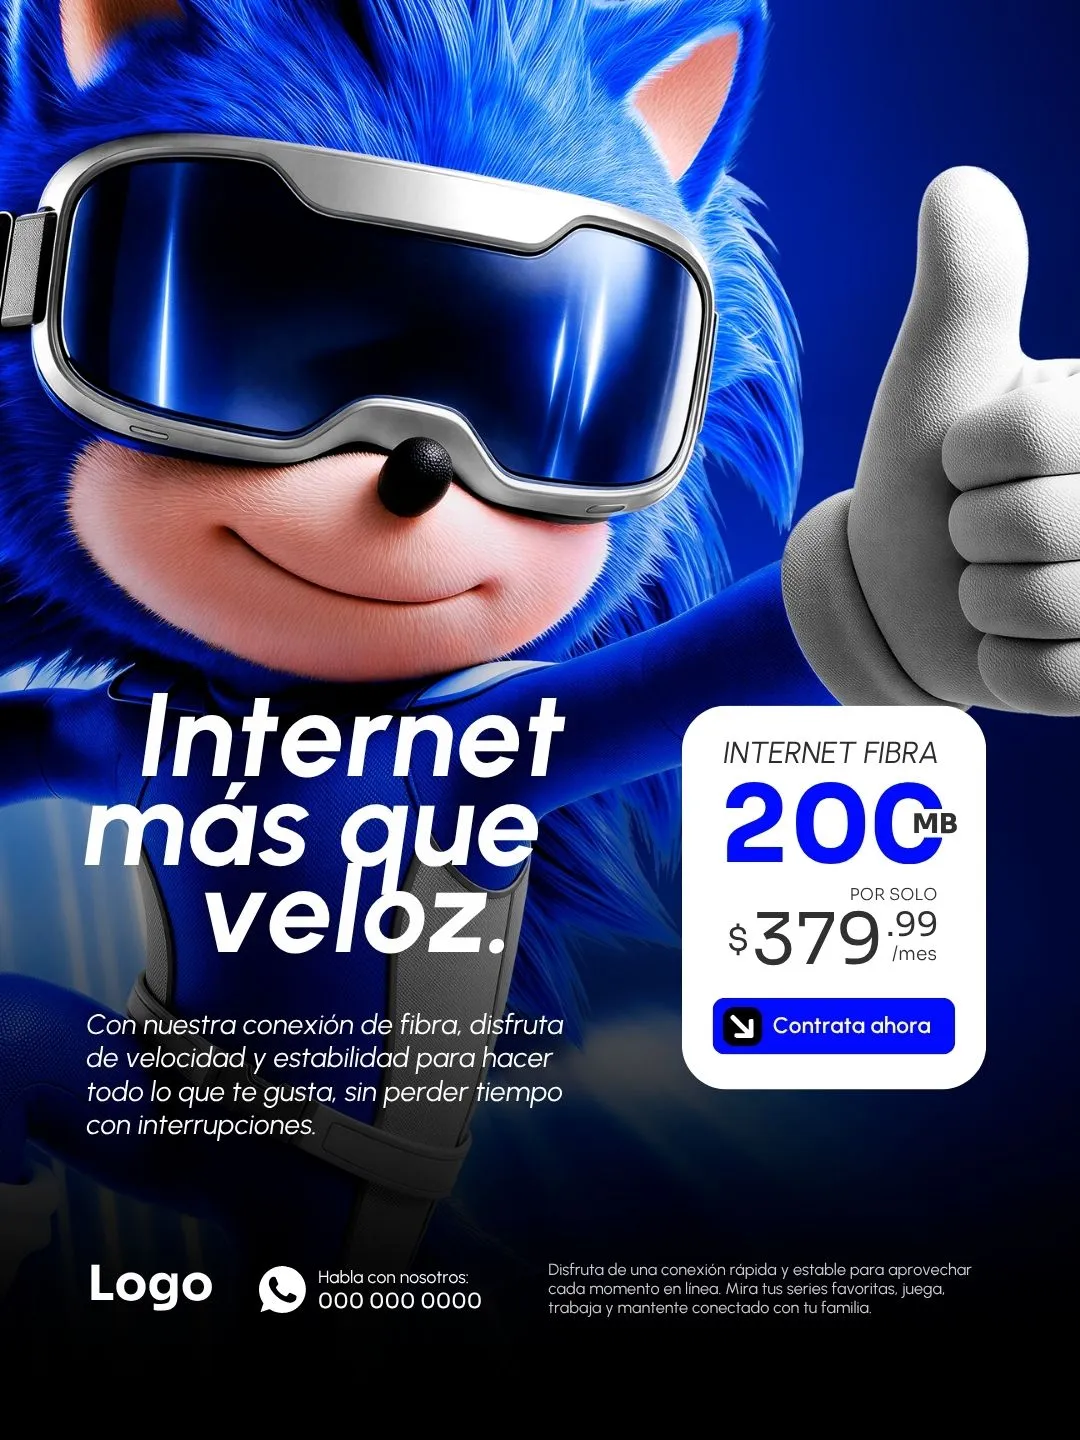 Internet
más que
veloz.
Con nuestra conexión de fibra, disfruta
de velocidad y estabilidad para hacer
todo lo que te gusta, sin perder tiempo
con interrupciones.
INTERNET FIBRA
200 MB
POR SOLO
$379.99
/mes
Contrata ahora
Logo
Habla con nosotros:
000 000 0000
Disfruta de una conexión rápida y estable para aprovechar
cada momento en línea. Mira tus series favoritas, juega,
trabaja y mantente conectado con tu familia.